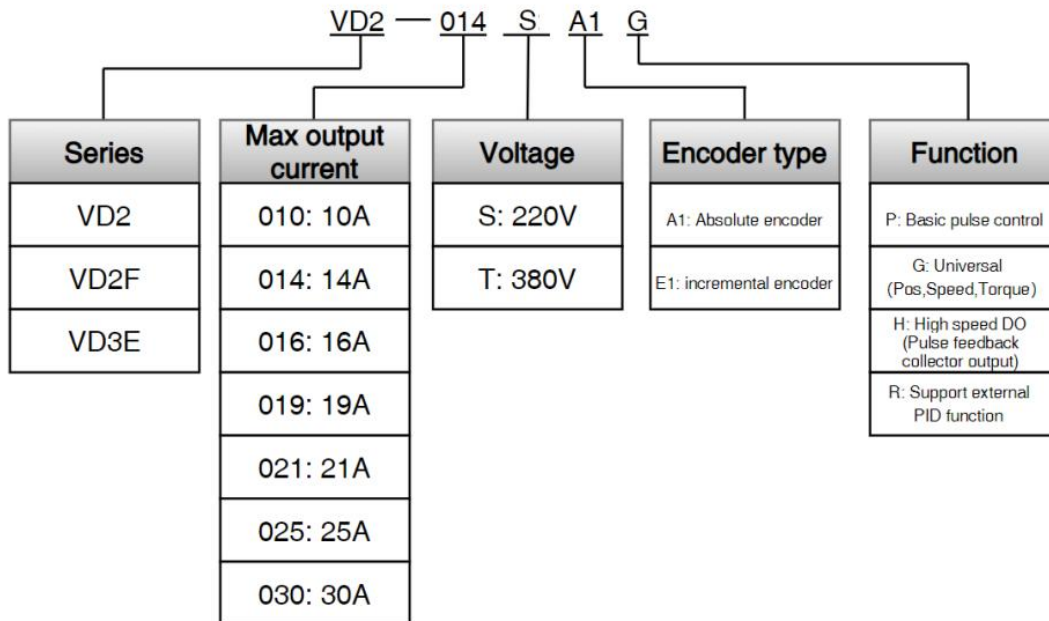 VD2 — 014 S A1 G
Series
VD2
VD2F
VD3E
Max output
current
010: 10A
014: 14A
016: 16A
019: 19A
021: 21A
025: 25A
030: 30A
Voltage
S: 220V
T: 380V
Encoder type
A1: Absolute encoder
E1: incremental encoder
Function
P: Basic pulse control
G: Universal
(Pos,Speed,Torque)
H: High speed DO
(Pulse feedback
collector output)
R: Support external
PID function